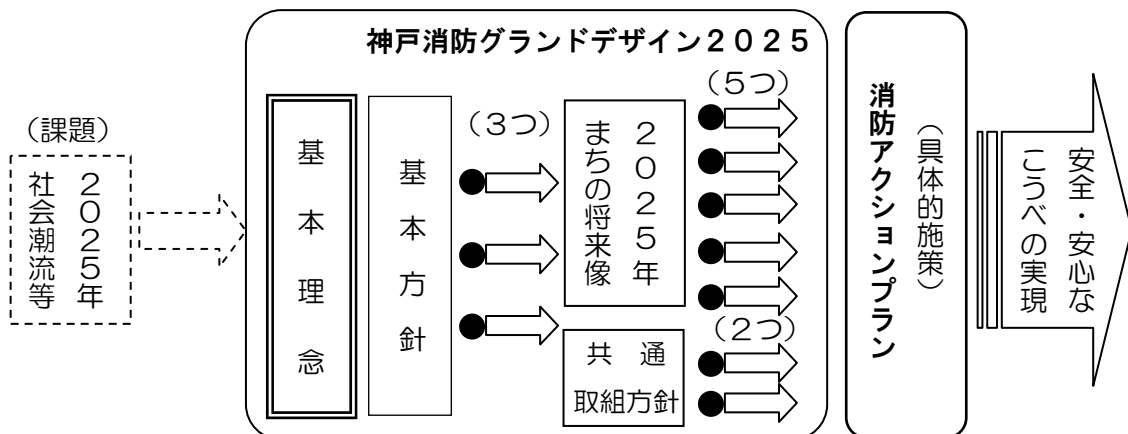 神戸消防グランドデザイン２０２５
（課題）
２０２５年
社会潮流等
基本理念
基本方針
（３つ）
２０２５年
まちの将来像
（５つ）
共　通
取組方針
（２つ）
消防アクションプラン
（具体的施策）
安全・安心な
こうべの実現